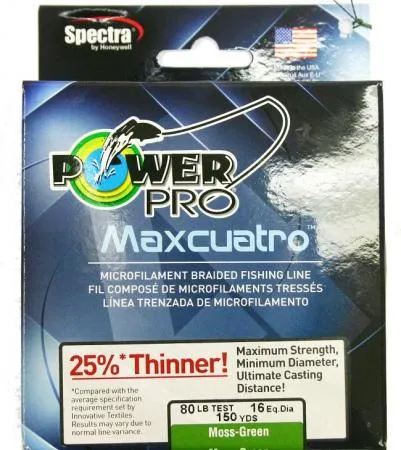 Spectra
by Honeywell
Made in the USA
POWER
PRO
MAXCUATRO™
MICROFILAMENT BRAIDED FISHING LINE
FIL COMPOSÉ DE MICROFILAMENTS TRESSÉS
LÍNEA TRENZADA DE MICROFILAMENTO
25%* Thinner!
Maximum Strength,
Minimum Diameter,
Ultimate Casting
Distance!
*Compared with the
average specification
requirement set by
Innovative Textiles.
Results may vary due to
normal line variance.
80 LB TEST 16 Eq.Dia
150 YDS
Moss-Green